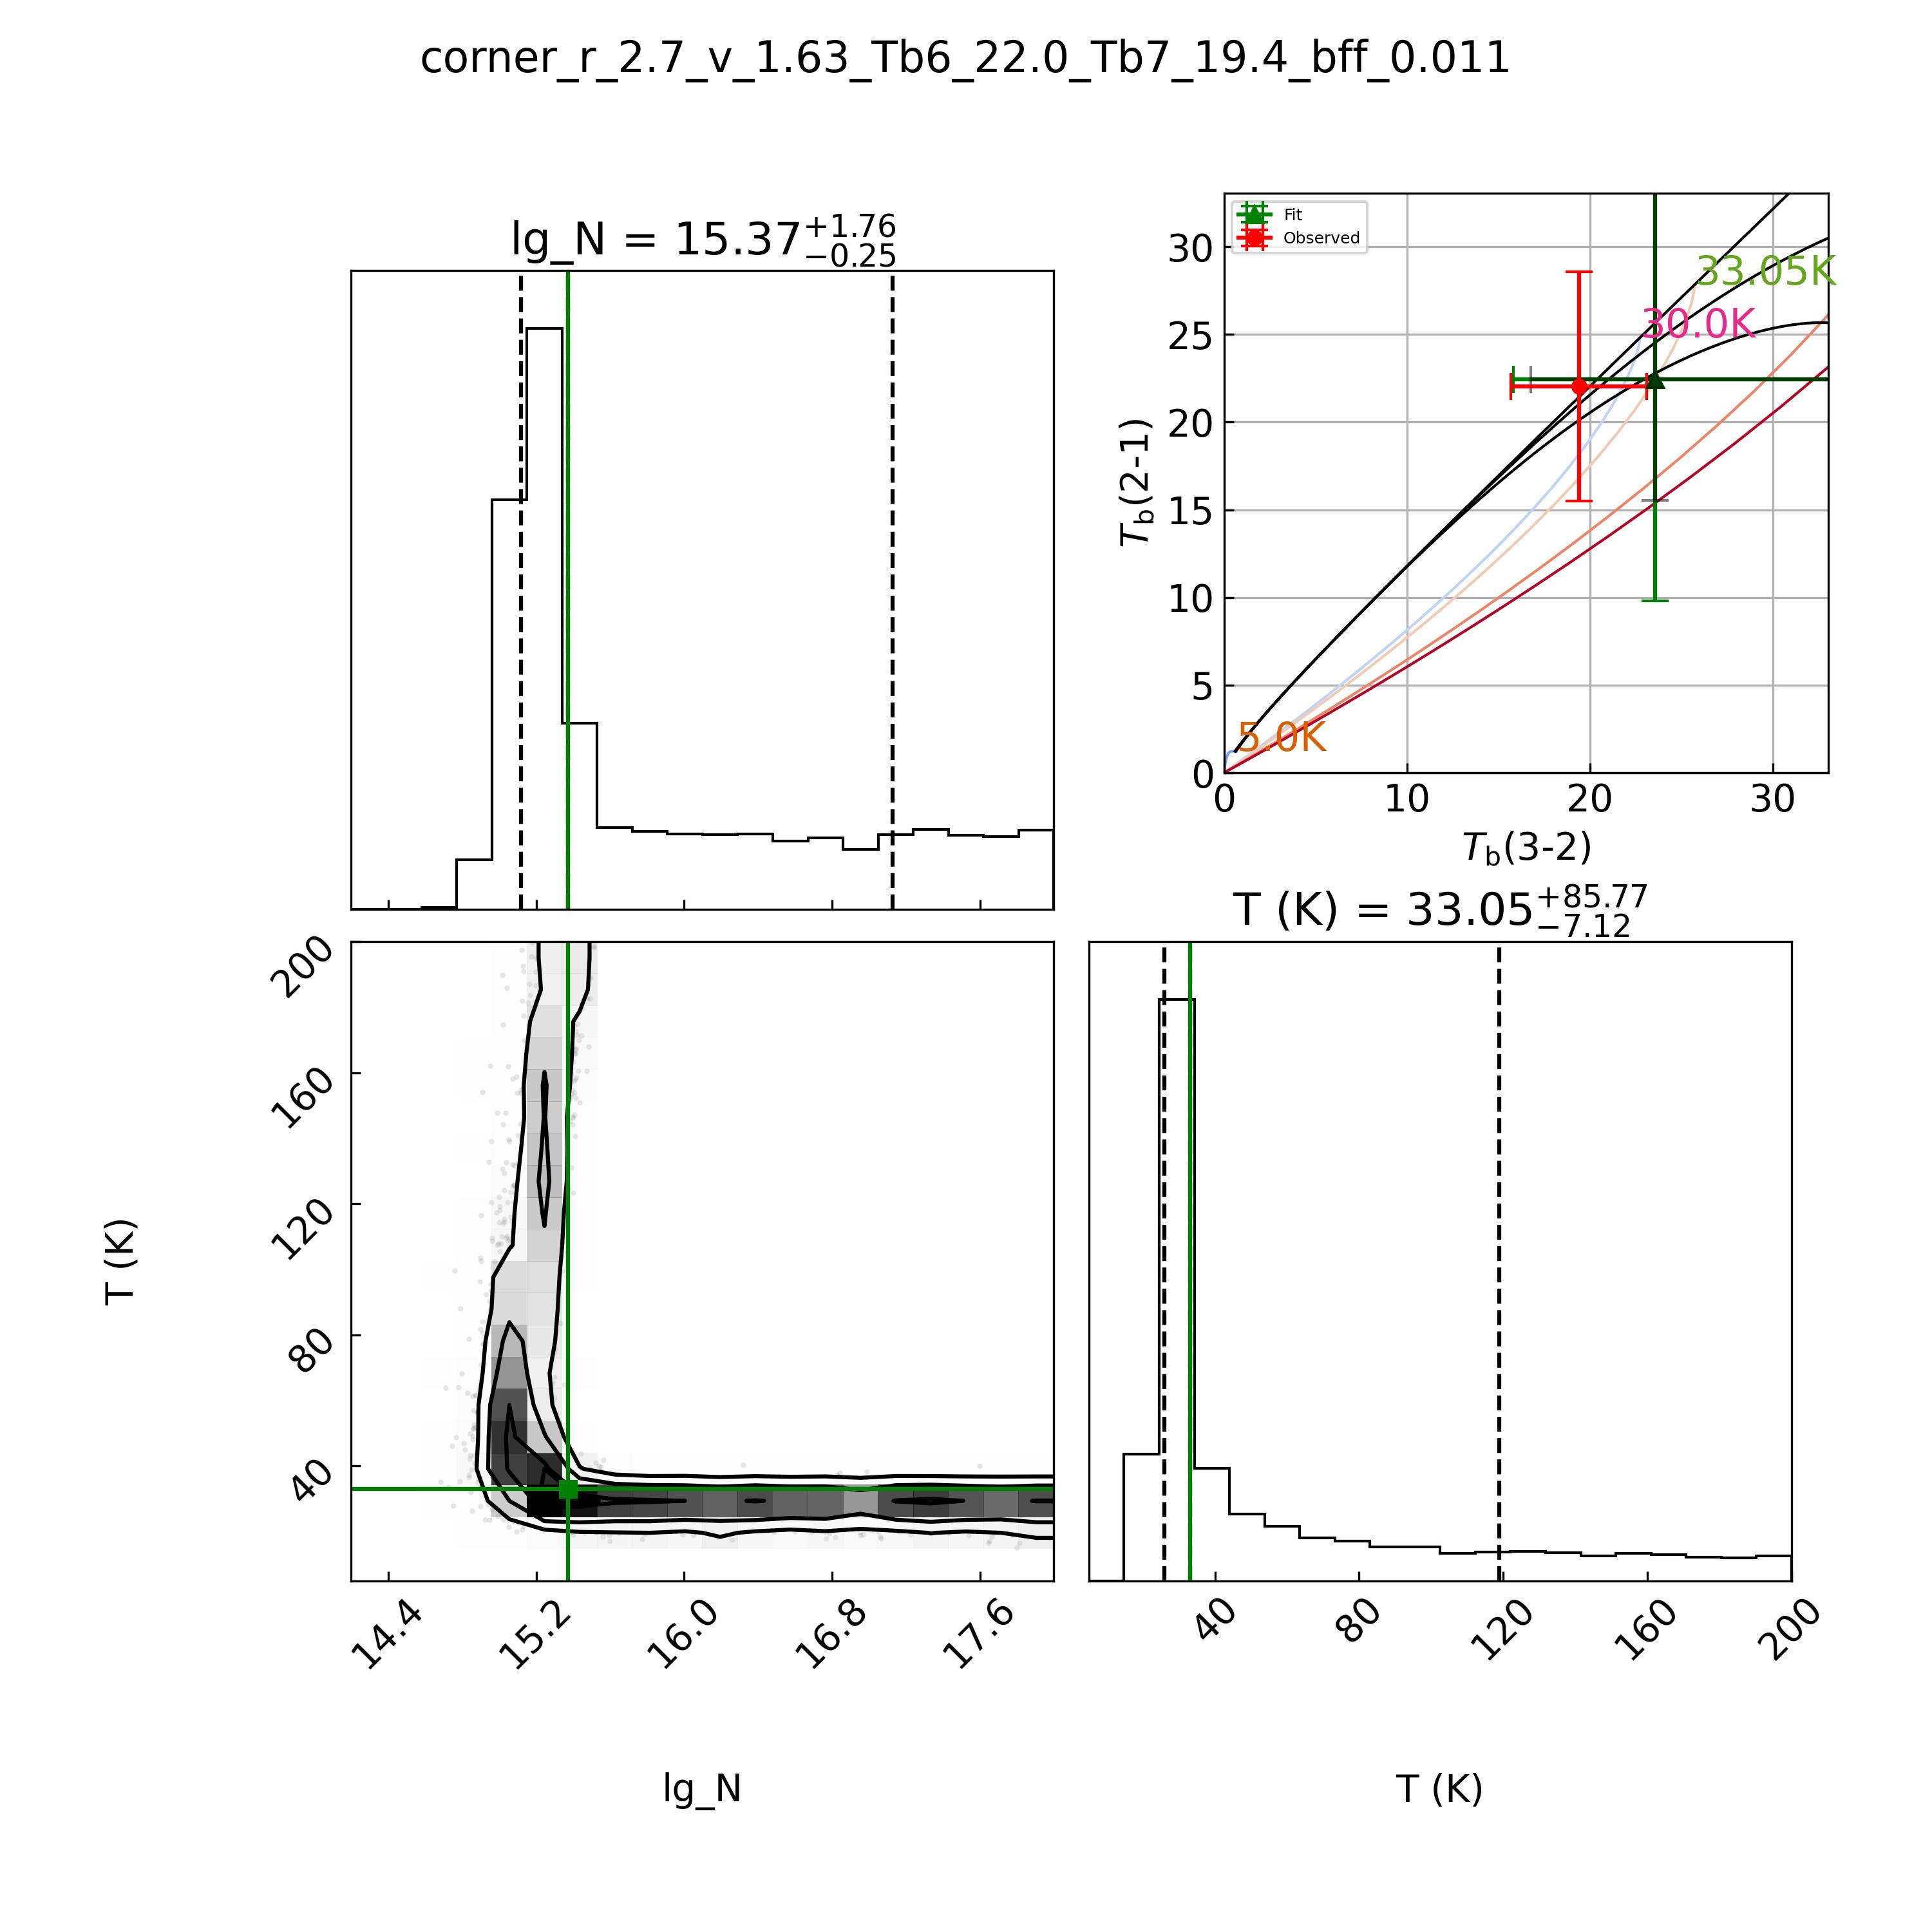 corner_r_2.7_v_1.63_Tb6_22.0_Tb7_19.4_bff_0.011
lg_N = 15.37+1.76 −0.25
Fit
Observed
33.05K
30.0K
5.0K
30
25
20
15
10
5
0
Tb(2-1)
0 10 20 30
Tb(3-2)
T (K) = 33.05+85.77 −7.12
200
160
120
80
40
T (K)
14.4 15.2 16.0 16.8 17.6
lg_N
40 80 120 160 200
T (K)